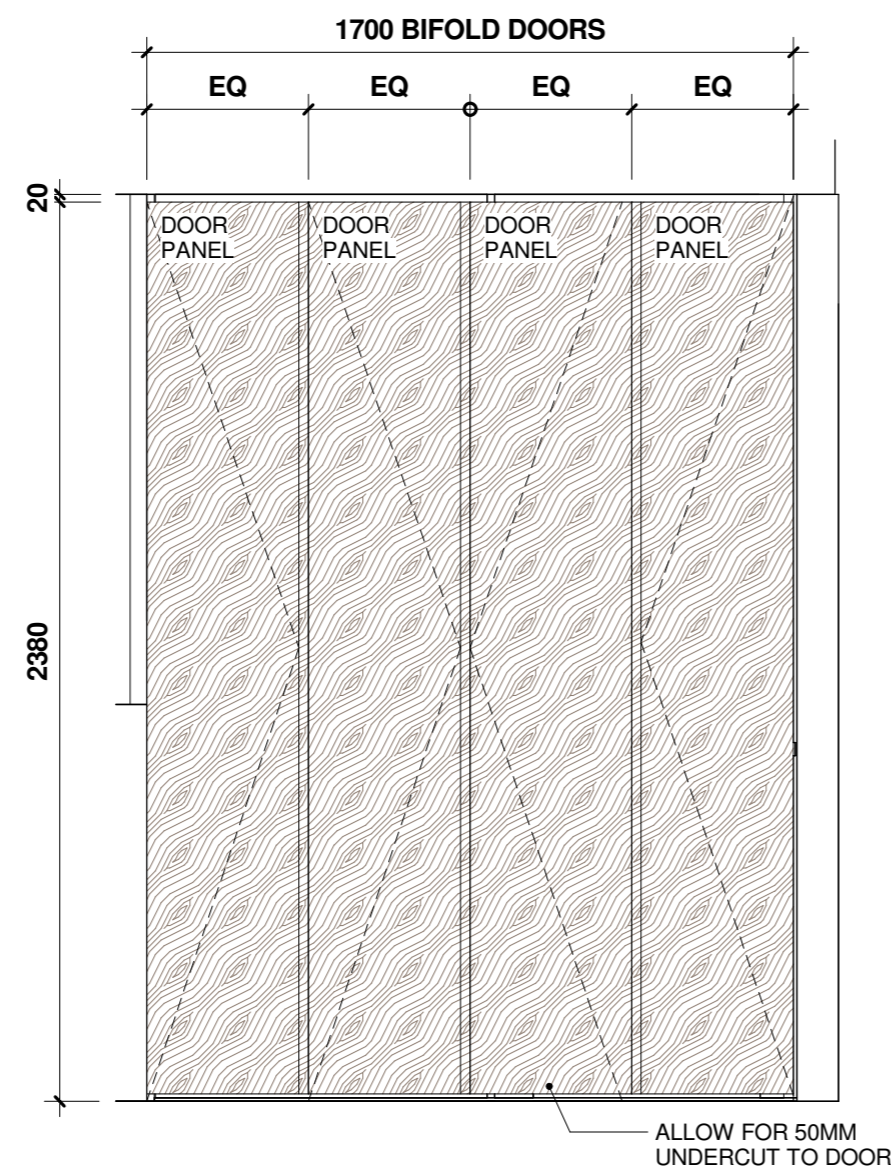 1700 BIFOLD DOORS
EQ EQ EQ EQ
20
DOOR
PANEL
DOOR
PANEL
DOOR
PANEL
DOOR
PANEL
2380
ALLOW FOR 50MM
UNDERCUT TO DOOR